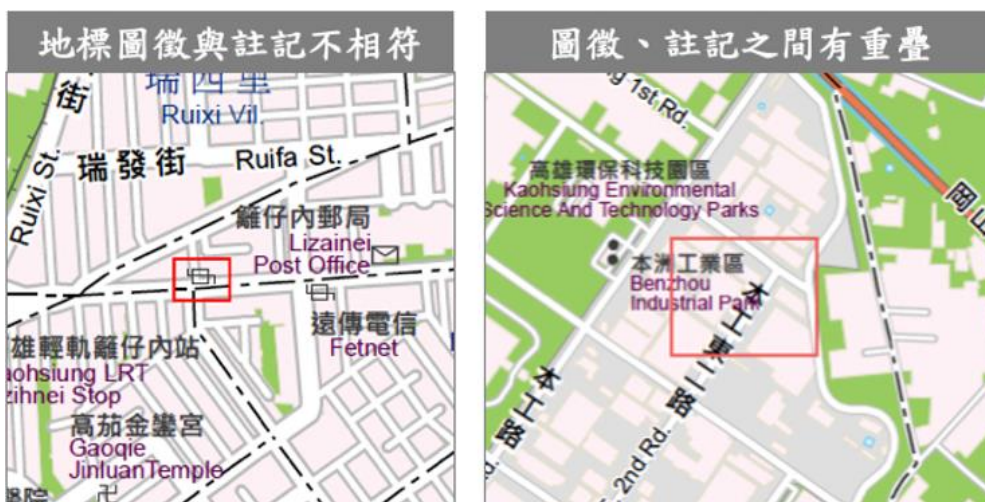 地標圖徵與註記不相符
圖徵、註記之間有重疊
瑞西里
Ruixi Vil.
街
Ruixi St.
瑞發街
Ruifa St.
籬仔內郵局
Lizainei
Post Office
遠傳電信
Fetnet
雄輕軌籬仔內站
aohsiung LRT
zihnei Stop
高茄金鑾宮
Gaoqie
JinluanTemple
醫院
g 1st Rd.
高雄環保科技園區
Kaohsiung Environmental
Science And Technology Parks
岡山
本洲工業區
Benzhou
Industrial Park
本工東二路
本工路
2nd Rd.
d.